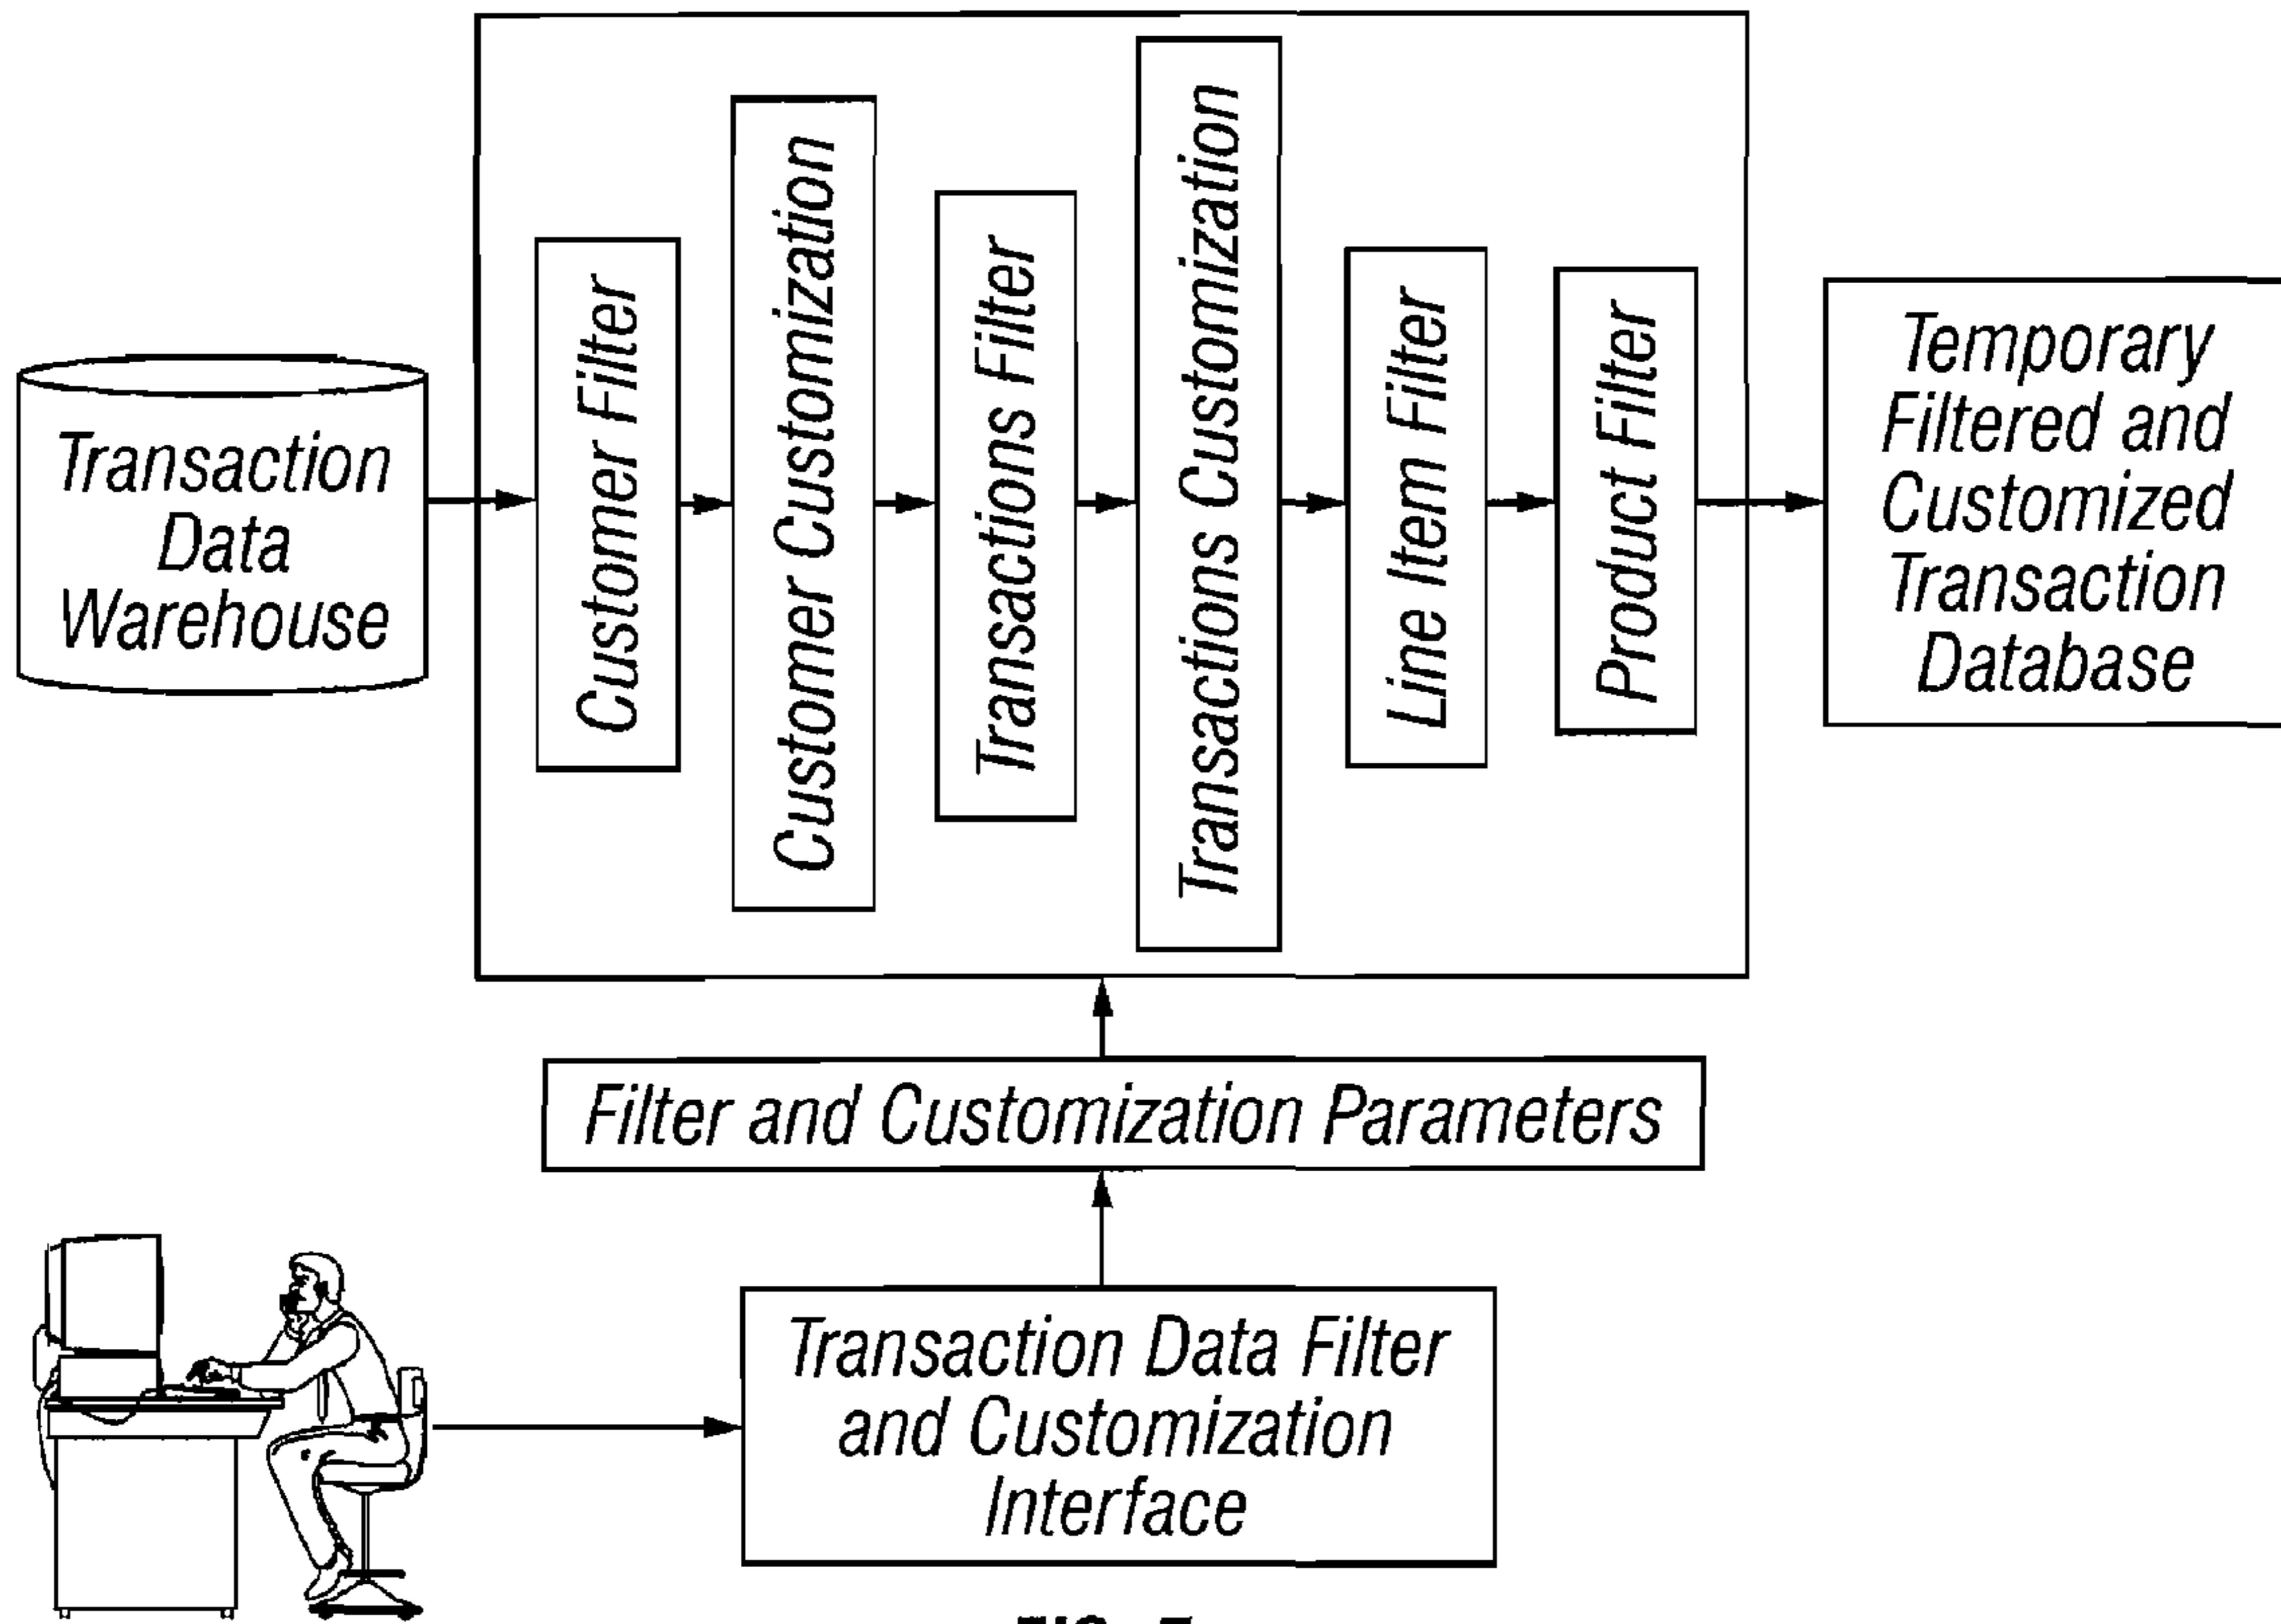 Transaction
Data
Warehouse
Customer Filter
Customer Customization
Transactions Filter
Transactions Customization
Line Item Filter
Product Filter
Temporary
Filtered and
Customized
Transaction
Database
Filter and Customization Parameters
Transaction Data Filter
and Customization
Interface